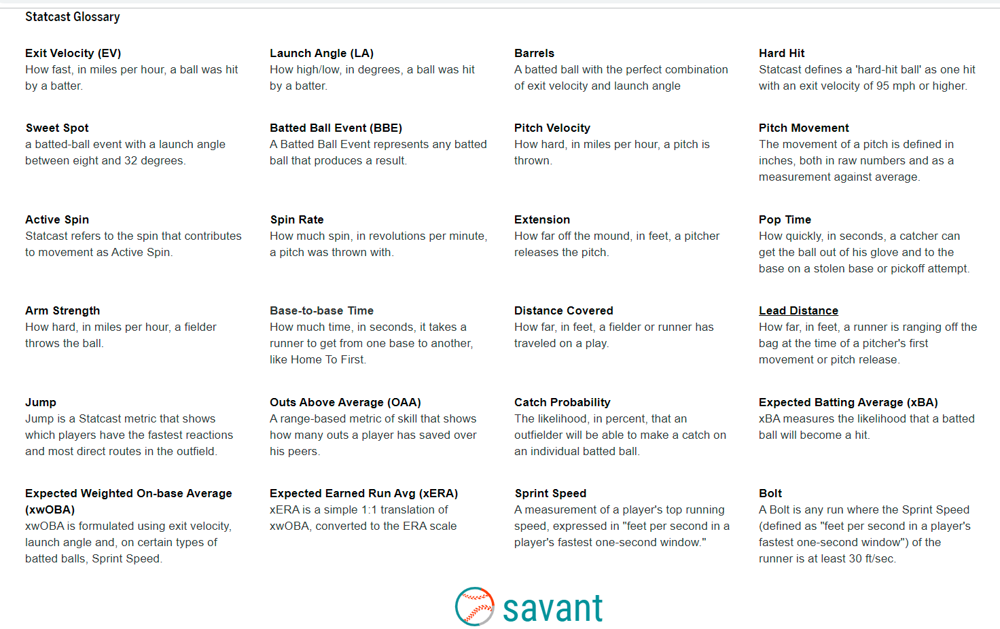 Statcast Glossary
Exit Velocity (EV)
How fast, in miles per hour, a ball was hit
by a batter.
Launch Angle (LA)
How high/low, in degrees, a ball was hit
by a batter.
Barrels
A batted ball with the perfect combination
of exit velocity and launch angle
Hard Hit
Statcast defines a 'hard-hit ball' as one hit
with an exit velocity of 95 mph or higher.
Sweet Spot
a batted-ball event with a launch angle
between eight and 32 degrees.
Batted Ball Event (BBE)
A Batted Ball Event represents any batted
ball that produces a result.
Pitch Velocity
How hard, in miles per hour, a pitch is
thrown.
Pitch Movement
The movement of a pitch is defined in
inches, both in raw numbers and as a
measurement against average.
Active Spin
Statcast refers to the spin that contributes
to movement as Active Spin.
Spin Rate
How much spin, in revolutions per minute,
a pitch was thrown with.
Extension
How far off the mound, in feet, a pitcher
releases the pitch.
Pop Time
How quickly, in seconds, a catcher can
get the ball out of his glove and to the
base on a stolen base or pickoff attempt.
Arm Strength
How hard, in miles per hour, a fielder
throws the ball.
Base-to-base Time
How much time, in seconds, it takes a
runner to get from one base to another,
like Home To First.
Distance Covered
How far, in feet, a fielder or runner has
traveled on a play.
Lead Distance
How far, in feet, a runner is ranging off the
bag at the time of a pitcher's first
movement or pitch release.
Jump
Jump is a Statcast metric that shows
which players have the fastest reactions
and most direct routes in the outfield.
Outs Above Average (OAA)
A range-based metric of skill that shows
how many outs a player has saved over
his peers.
Catch Probability
The likelihood, in percent, that an
outfielder will be able to make a catch on
an individual batted ball.
Expected Batting Average (xBA)
xBA measures the likelihood that a batted
ball will become a hit.
Expected Weighted On-base Average
(xwOBA)
xwOBA is formulated using exit velocity,
launch angle and, on certain types of
batted balls, Sprint Speed.
Expected Earned Run Avg (xERA)
xERA is a simple 1:1 translation of
xwOBA, converted to the ERA scale
Sprint Speed
A measurement of a player's top running
speed, expressed in "feet per second in a
player's fastest one-second window."
Bolt
A Bolt is any run where the Sprint Speed
(defined as "feet per second in a player's
fastest one-second window") of the
runner is at least 30 ft/sec.
savant